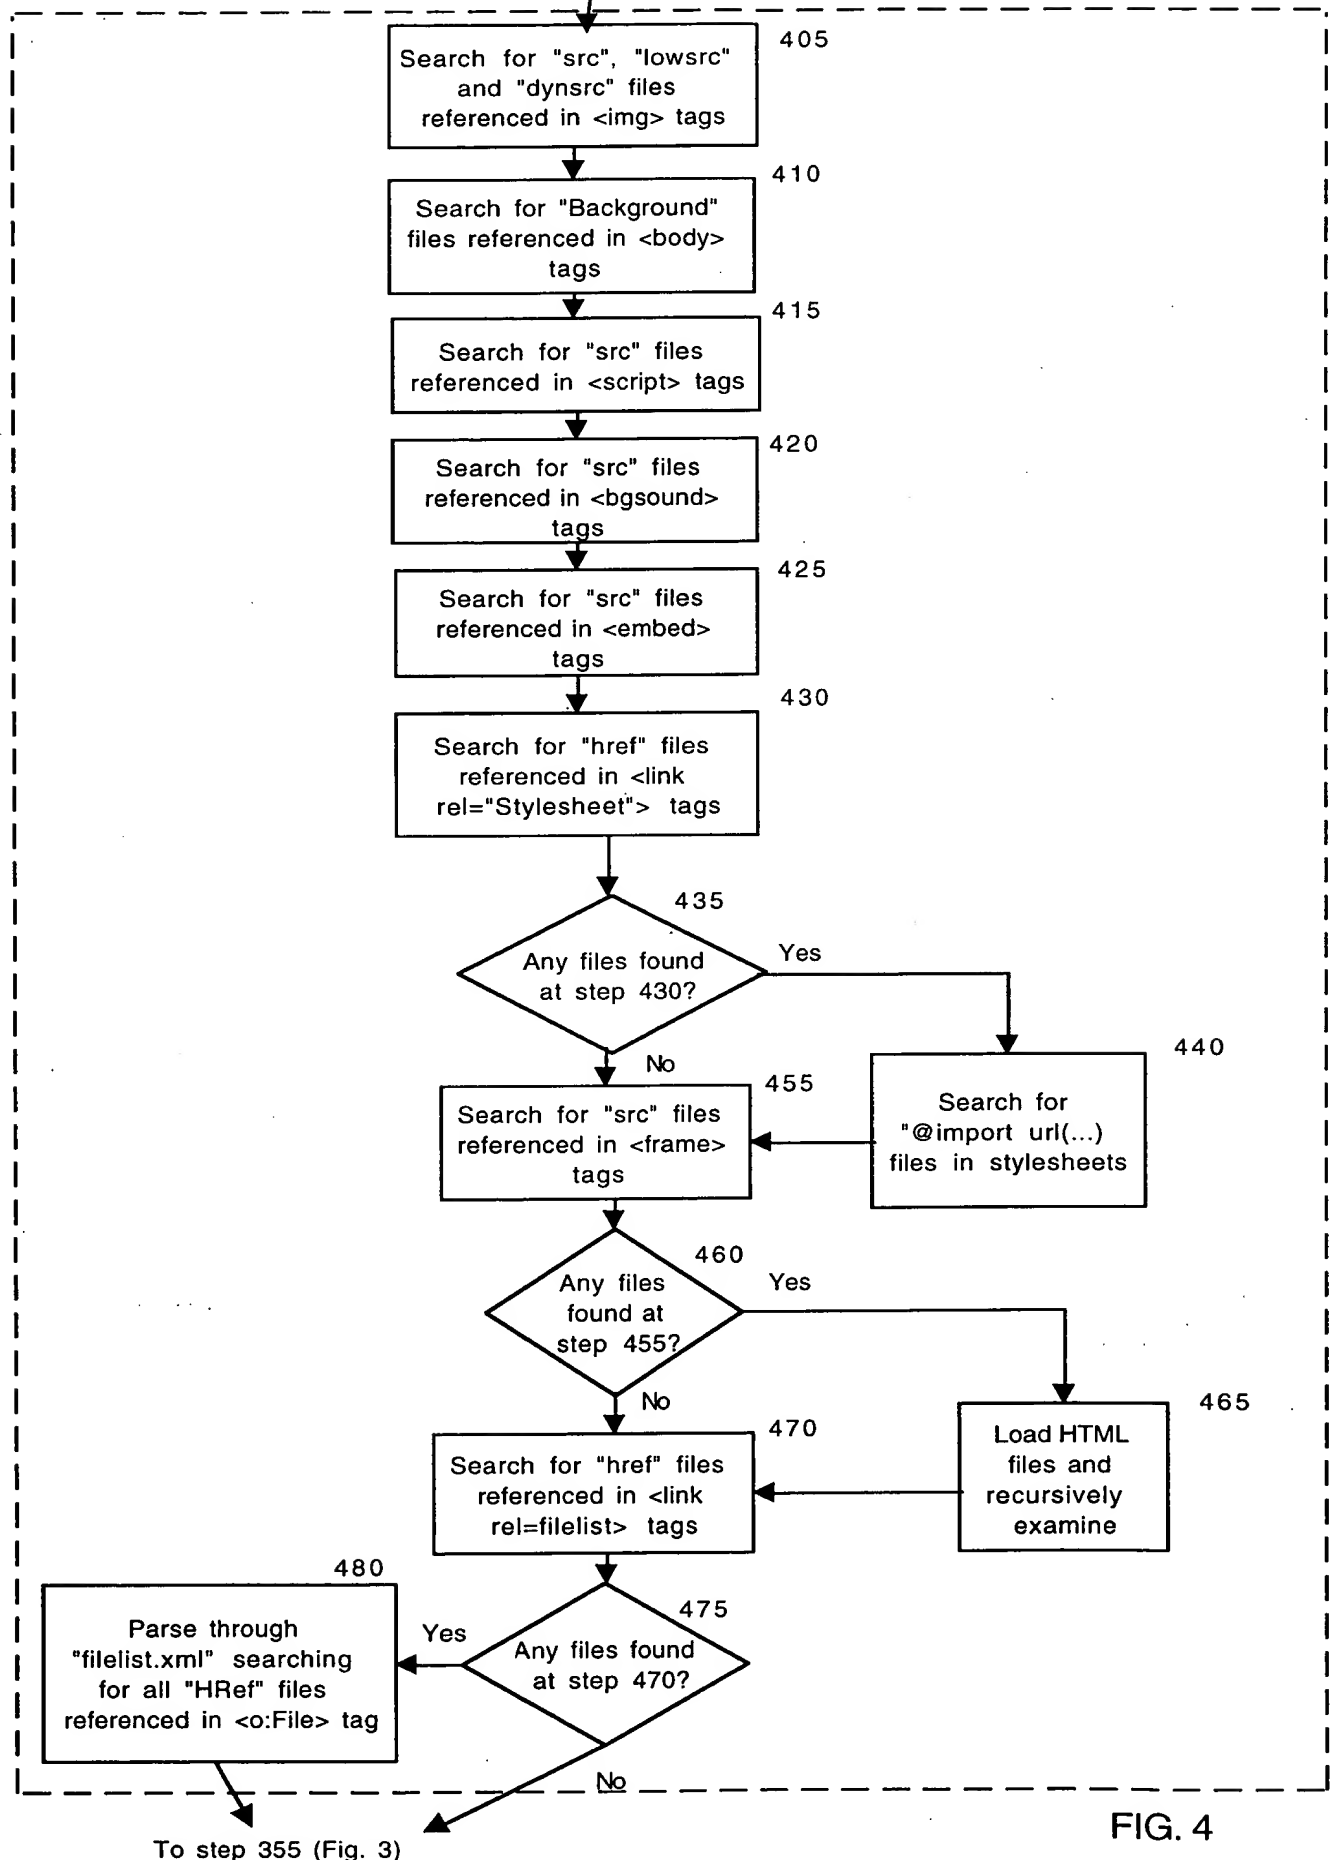 405
Search for "src", "lowsrc"
and "dynsrc" files
referenced in <img> tags
410
Search for "Background"
files referenced in <body>
tags
415
Search for "src" files
referenced in <script> tags
420
Search for "src" files
referenced in <bgsound>
tags
425
Search for "src" files
referenced in <embed>
tags
430
Search for "href" files
referenced in <link
rel="Stylesheet"> tags
435
Any files found
at step 430?
Yes
No
440
Search for
"@import url(...)
files in stylesheets
455
Search for "src" files
referenced in <frame>
tags
460
Any files
found at
step 455?
Yes
No
465
Load HTML
files and
recursively
examine
470
Search for "href" files
referenced in <link
rel=filelist> tags
475
Any files found
at step 470?
Yes
No
480
Parse through
"filelist.xml" searching
for all "HRef" files
referenced in <o:File> tag
To step 355 (Fig. 3)
FIG. 4